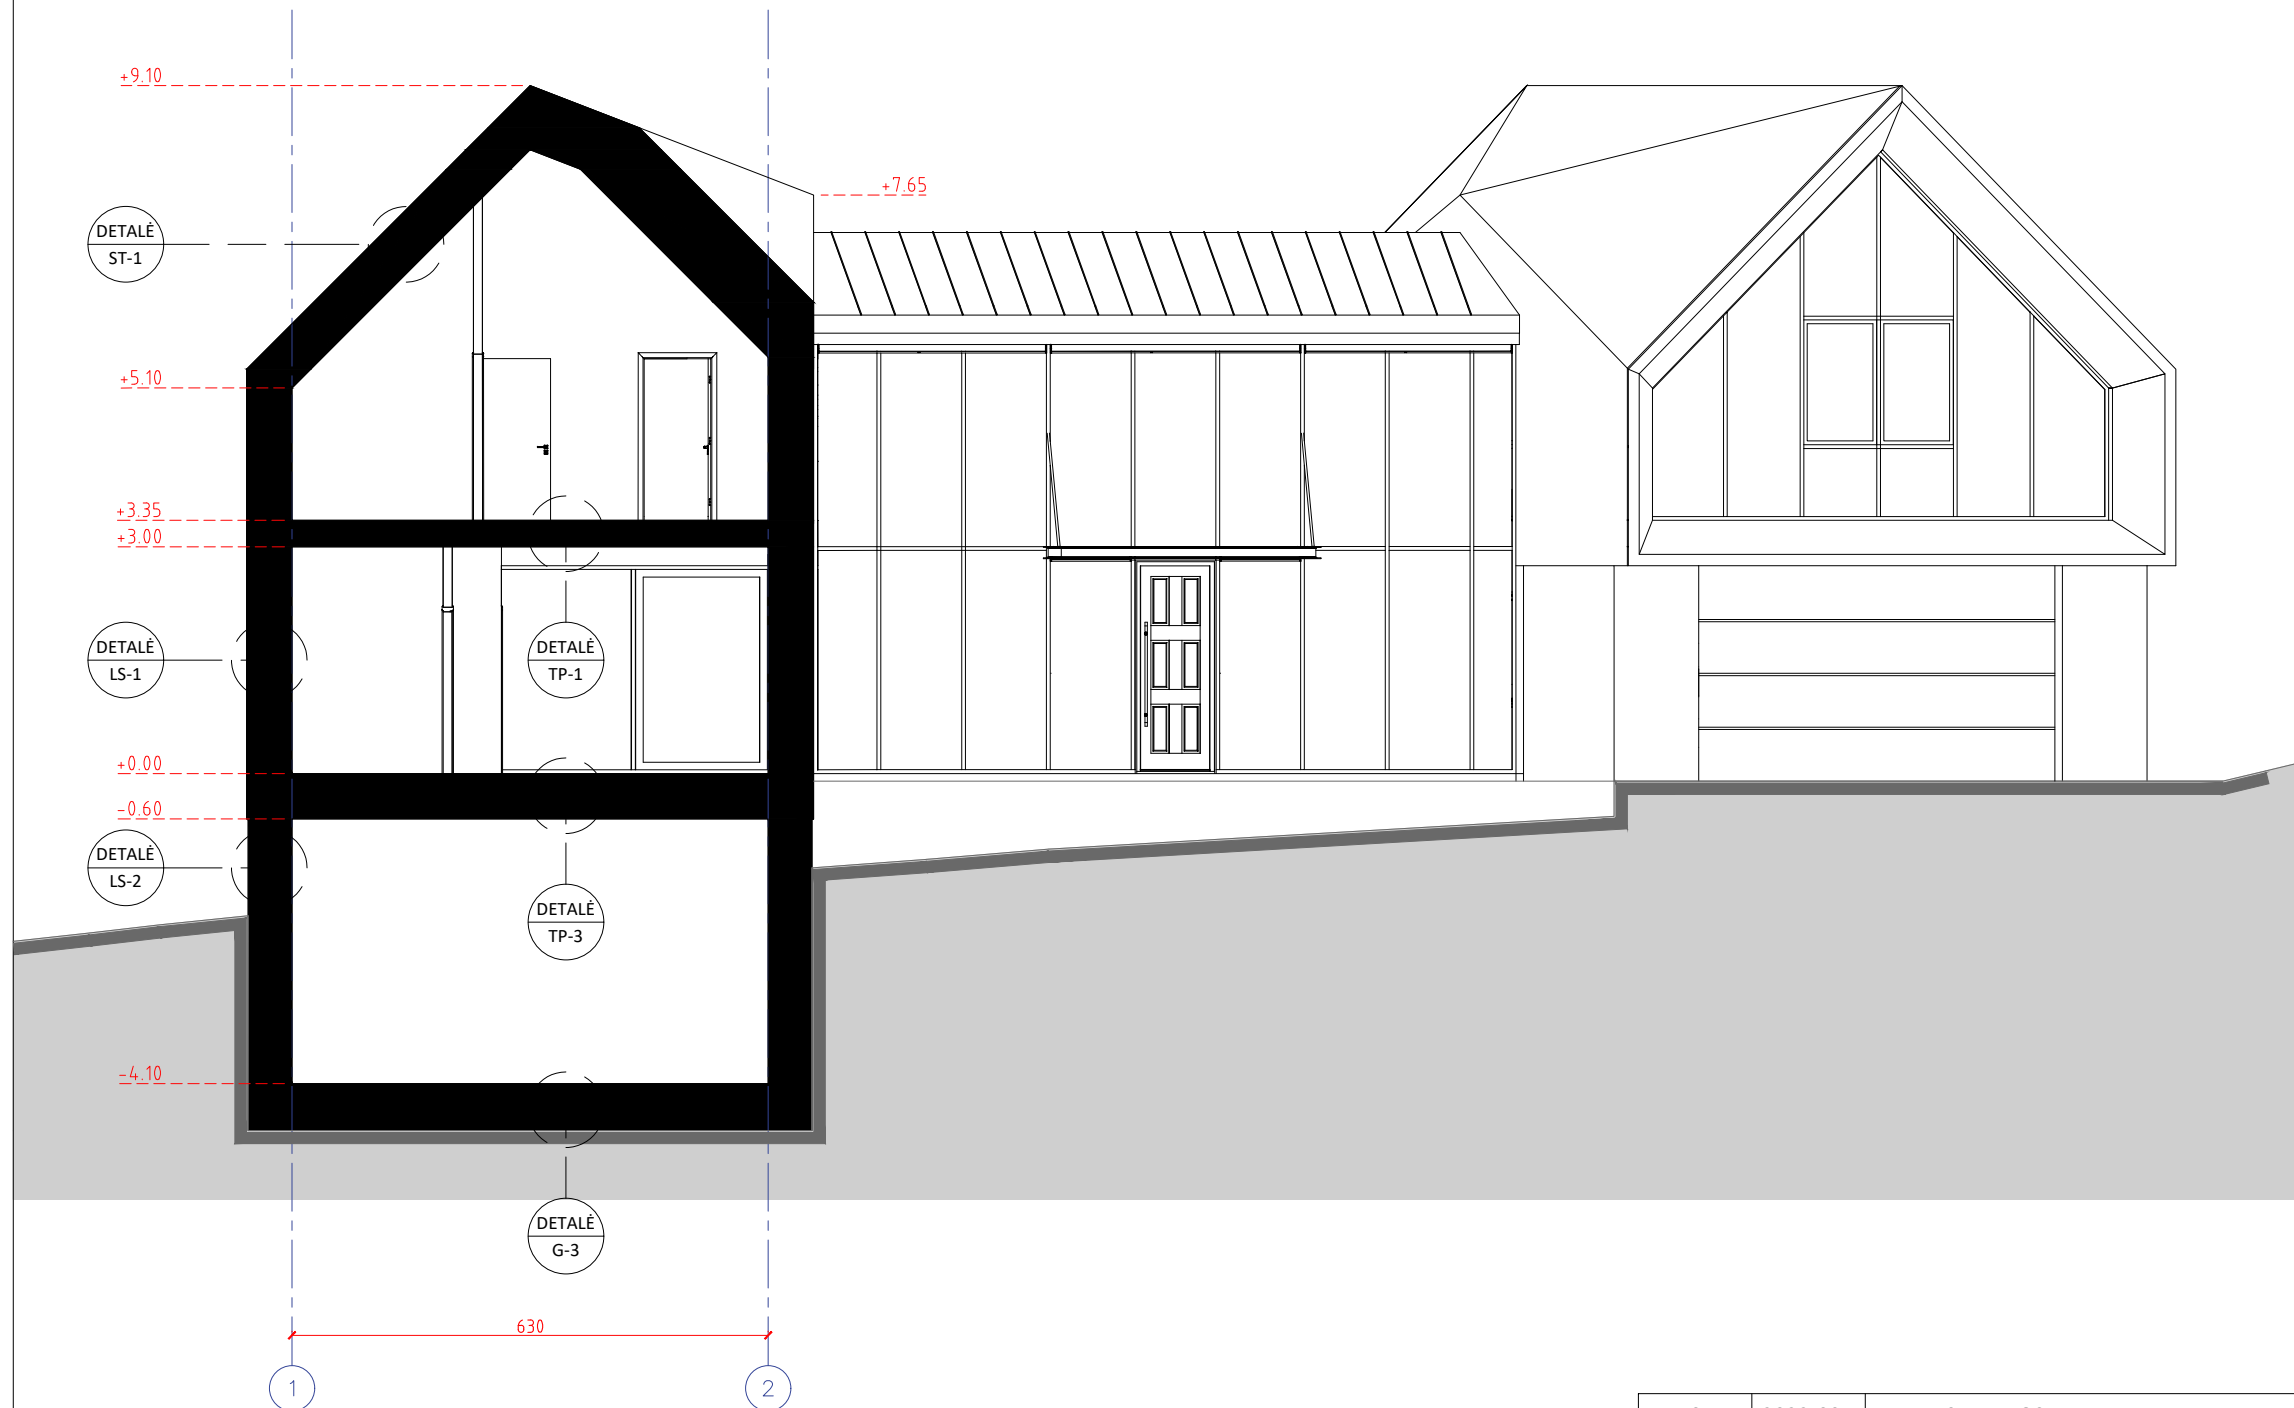 +9.10
+7.65
DETALĖ
ST-1
+5.10
+3.35
+3.00
DETALĖ
LS-1
DETALĖ
TP-1
+0.00
-0.60
DETALĖ
LS-2
DETALĖ
TP-3
-4.10
DETALĖ
G-3
630
1
2